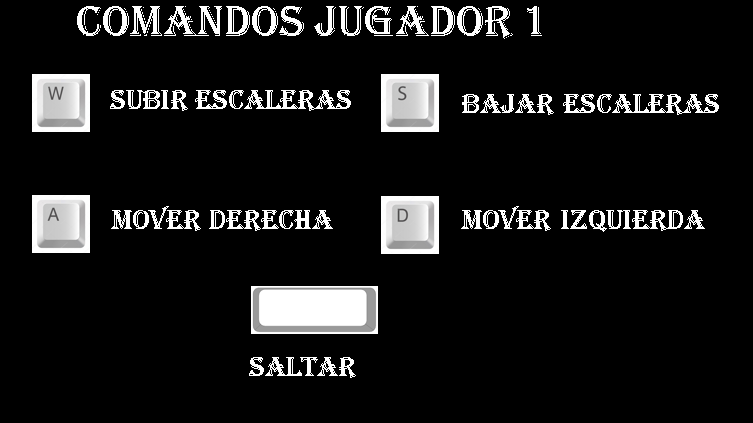 COMANDOS JUGADOR 1
W SUBIR ESCALERAS S BAJAR ESCALERAS
A MOVER DERECHA D MOVER IZQUIERDA
SALTAR